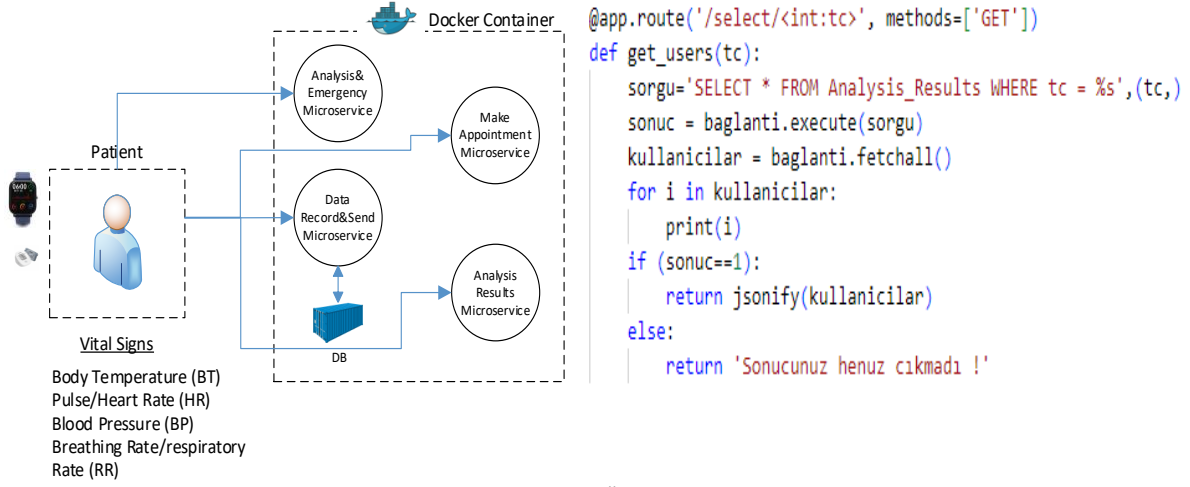 Docker Container
Analysis&
Emergency
Microservice
Make
Appointment
Microservice
Patient
Data
Record&Send
Microservice
Analysis
Results
Microservice
DB
Vital Signs
Body Temperature (BT)
Pulse/Heart Rate (HR)
Blood Pressure (BP)
Breathing Rate/respiratory
Rate (RR)
@app.route('/select/<int:tc>', methods=['GET'])
def get_users(tc):
sorgu='SELECT * FROM Analysis_Results WHERE tc = %s',(tc,)
sonuc = baglanti.execute(sorgu)
kullanicilar = baglanti.fetchall()
for i in kullanicilar:
print(i)
if (sonuc==1):
return jsonify(kullanicilar)
else:
return 'Sonucunuz henuz cıkmadı !'